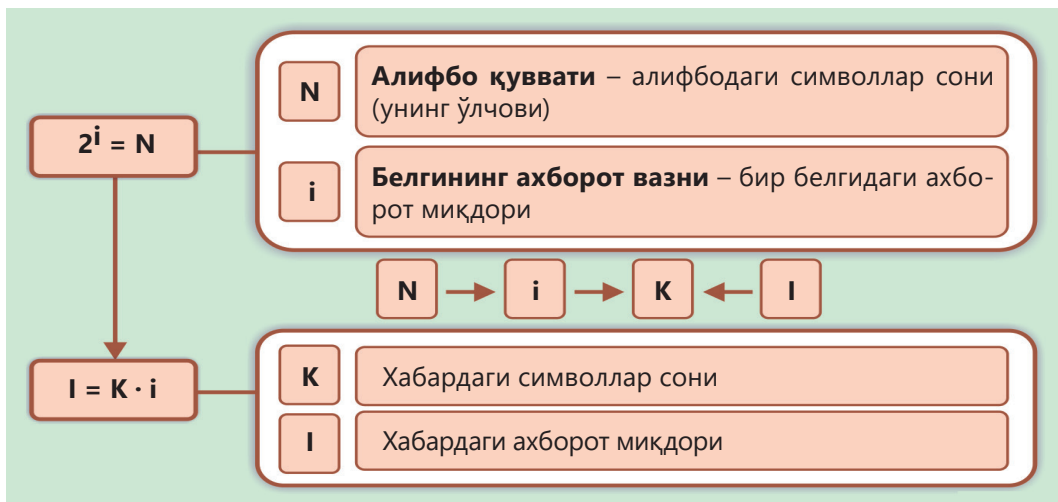 N
Алифбо қуввати – алифбодаги символлар сони
(унинг ўлчови)
2ⁱ = N
i
Белгининг ахборот вазни – бир белгидаги ахбо-
рот миқдори
N → i → K ← I
K
Хабардаги символлар сони
I = K · i
I
Хабардаги ахборот миқдори